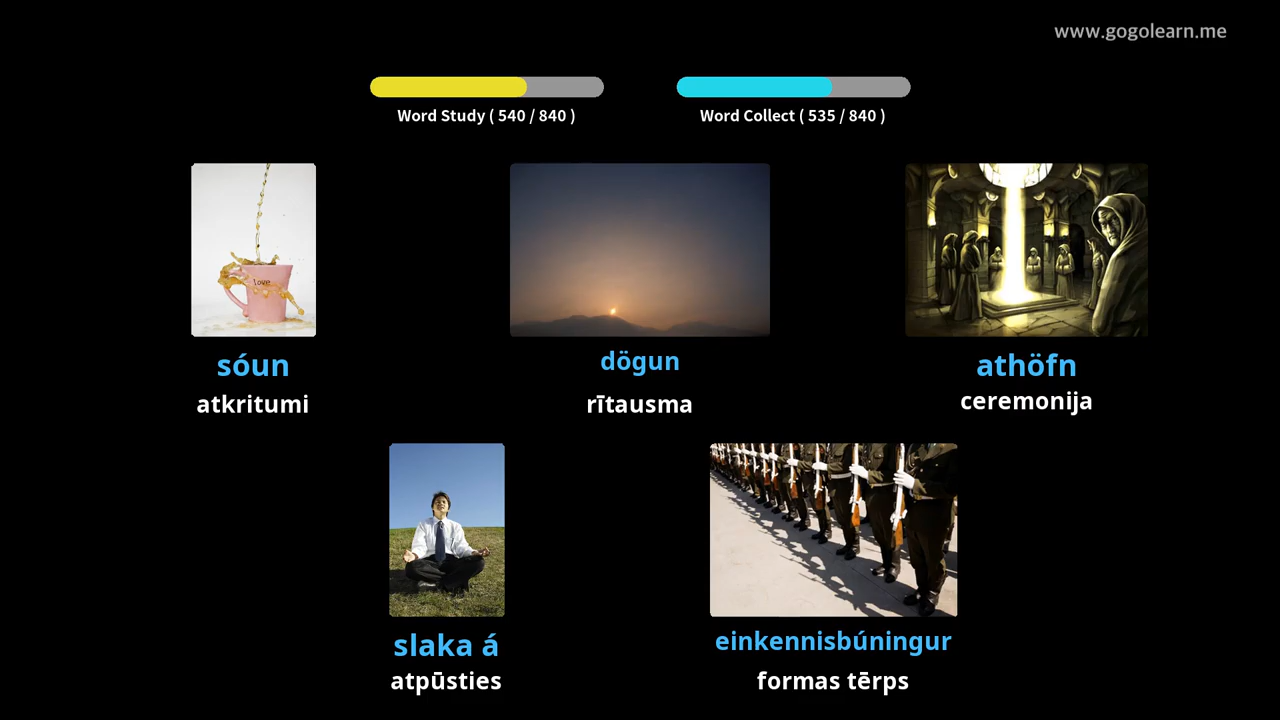 www.gogolearn.me
Word Study ( 540 / 840 )
Word Collect ( 535 / 840 )
love
sóun
atkritumi
dögun
rītausma
athöfn
ceremonija
slaka á
atpūsties
einkennisbúningur
formas tērps